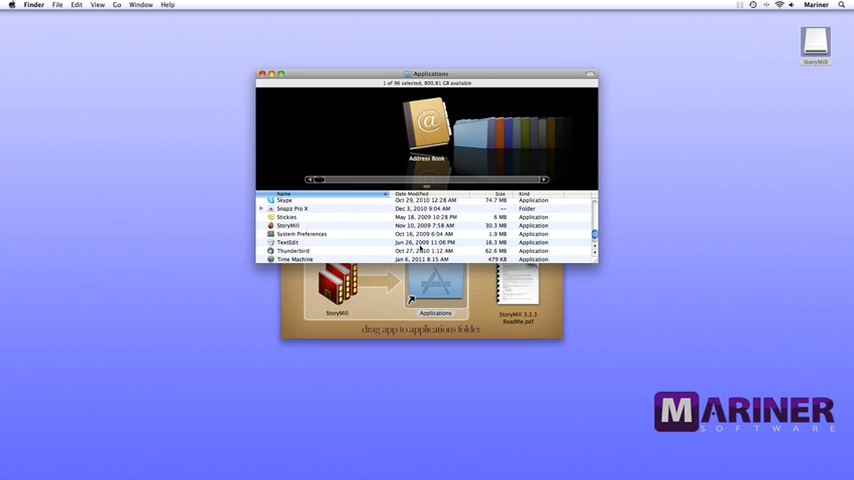 Finder File Edit View Go Window Help Mariner
StoryMill
Applications
1 of 96 selected, 800.81 GB available
Address Book
Name Date Modified Size Kind
Skype Oct 29, 2010 12:28 AM 74.7 MB Application
Snapz Pro X Dec 3, 2010 9:04 AM -- Folder
Stickies May 18, 2009 10:28 PM 6 MB Application
StoryMill Nov 10, 2009 7:58 AM 30.3 MB Application
System Preferences Oct 16, 2009 6:04 AM 1.9 MB Application
TextEdit Jun 26, 2009 11:06 PM 16.3 MB Application
Thunderbird Oct 27, 2010 1:12 AM 62.6 MB Application
Time Machine Jan 6, 2011 8:15 AM 479 KB Application
StoryMill Applications StoryMill 3.2.3
ReadMe.pdf
drag app to applications folder
MARINER
SOFTWARE